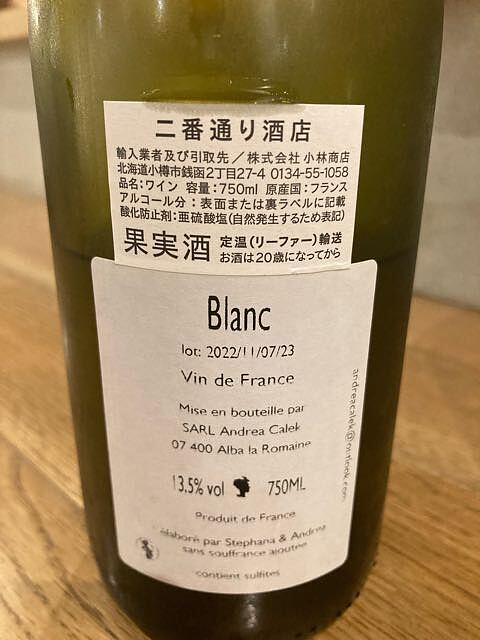 二番通り酒店
輸入業者及び引取先／株式会社 小林商店
北海道小樽市銭函2丁目27-4 0134-55-1058
品名:ワイン 容量:750ml 原産国:フランス
アルコール分:表面または裏ラベルに記載
酸化防止剤:亜硫酸塩(自然発生するため表記)
果実酒 定温(リーファー)輸送
お酒は20歳になってから
Blanc
lot: 2022/11/07/23
Vin de France
Mise en bouteille par
SARL Andrea Calek
07 400 Alba la Romaine
13,5% vol 750ML
Produit de France
élaboré par Stephana & Andrea
sans souffrance ajoutée
contient sulfites
andreacalek@outlook.com